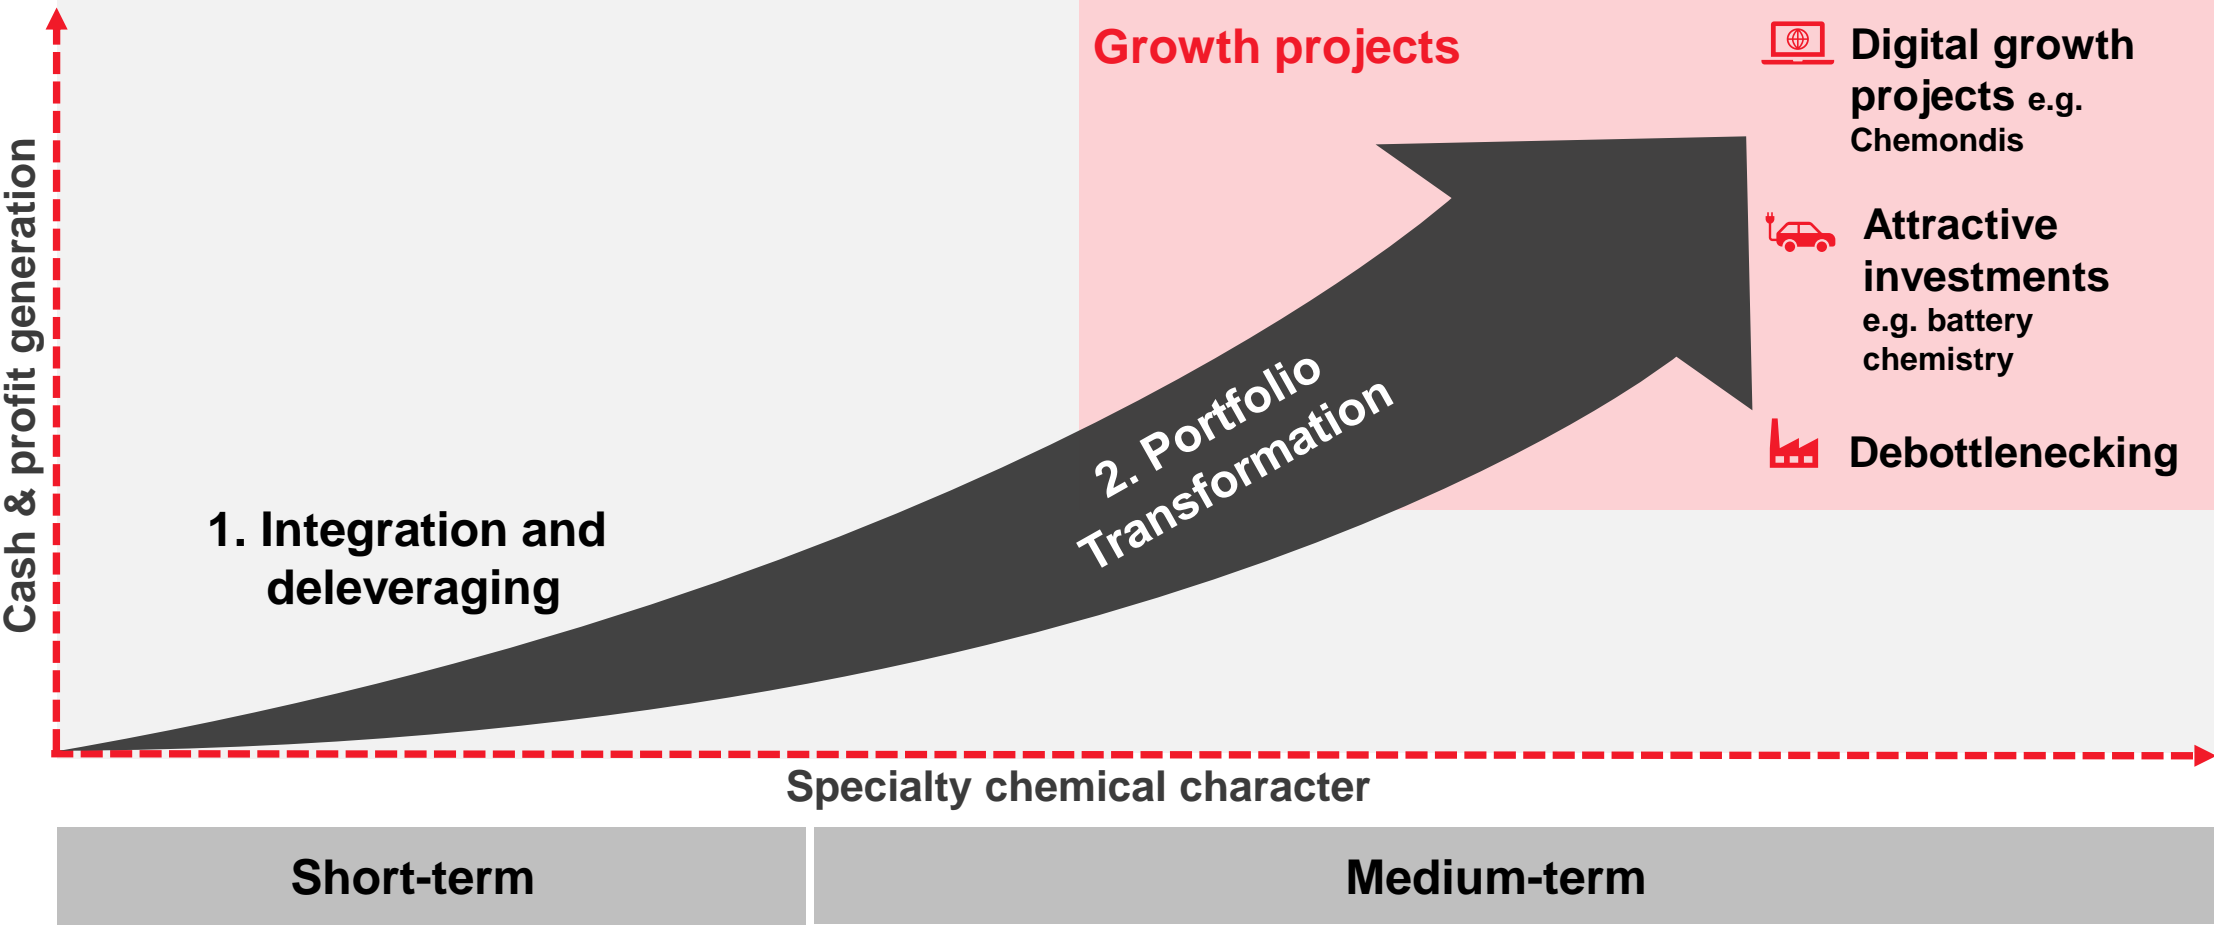 Growth projects
Digital growth
projects e.g.
Chemondis
Attractive
investments
e.g. battery
chemistry
Debottlenecking
2. Portfolio
Transformation
1. Integration and
deleveraging
Cash & profit generation
Specialty chemical character
Short-term
Medium-term